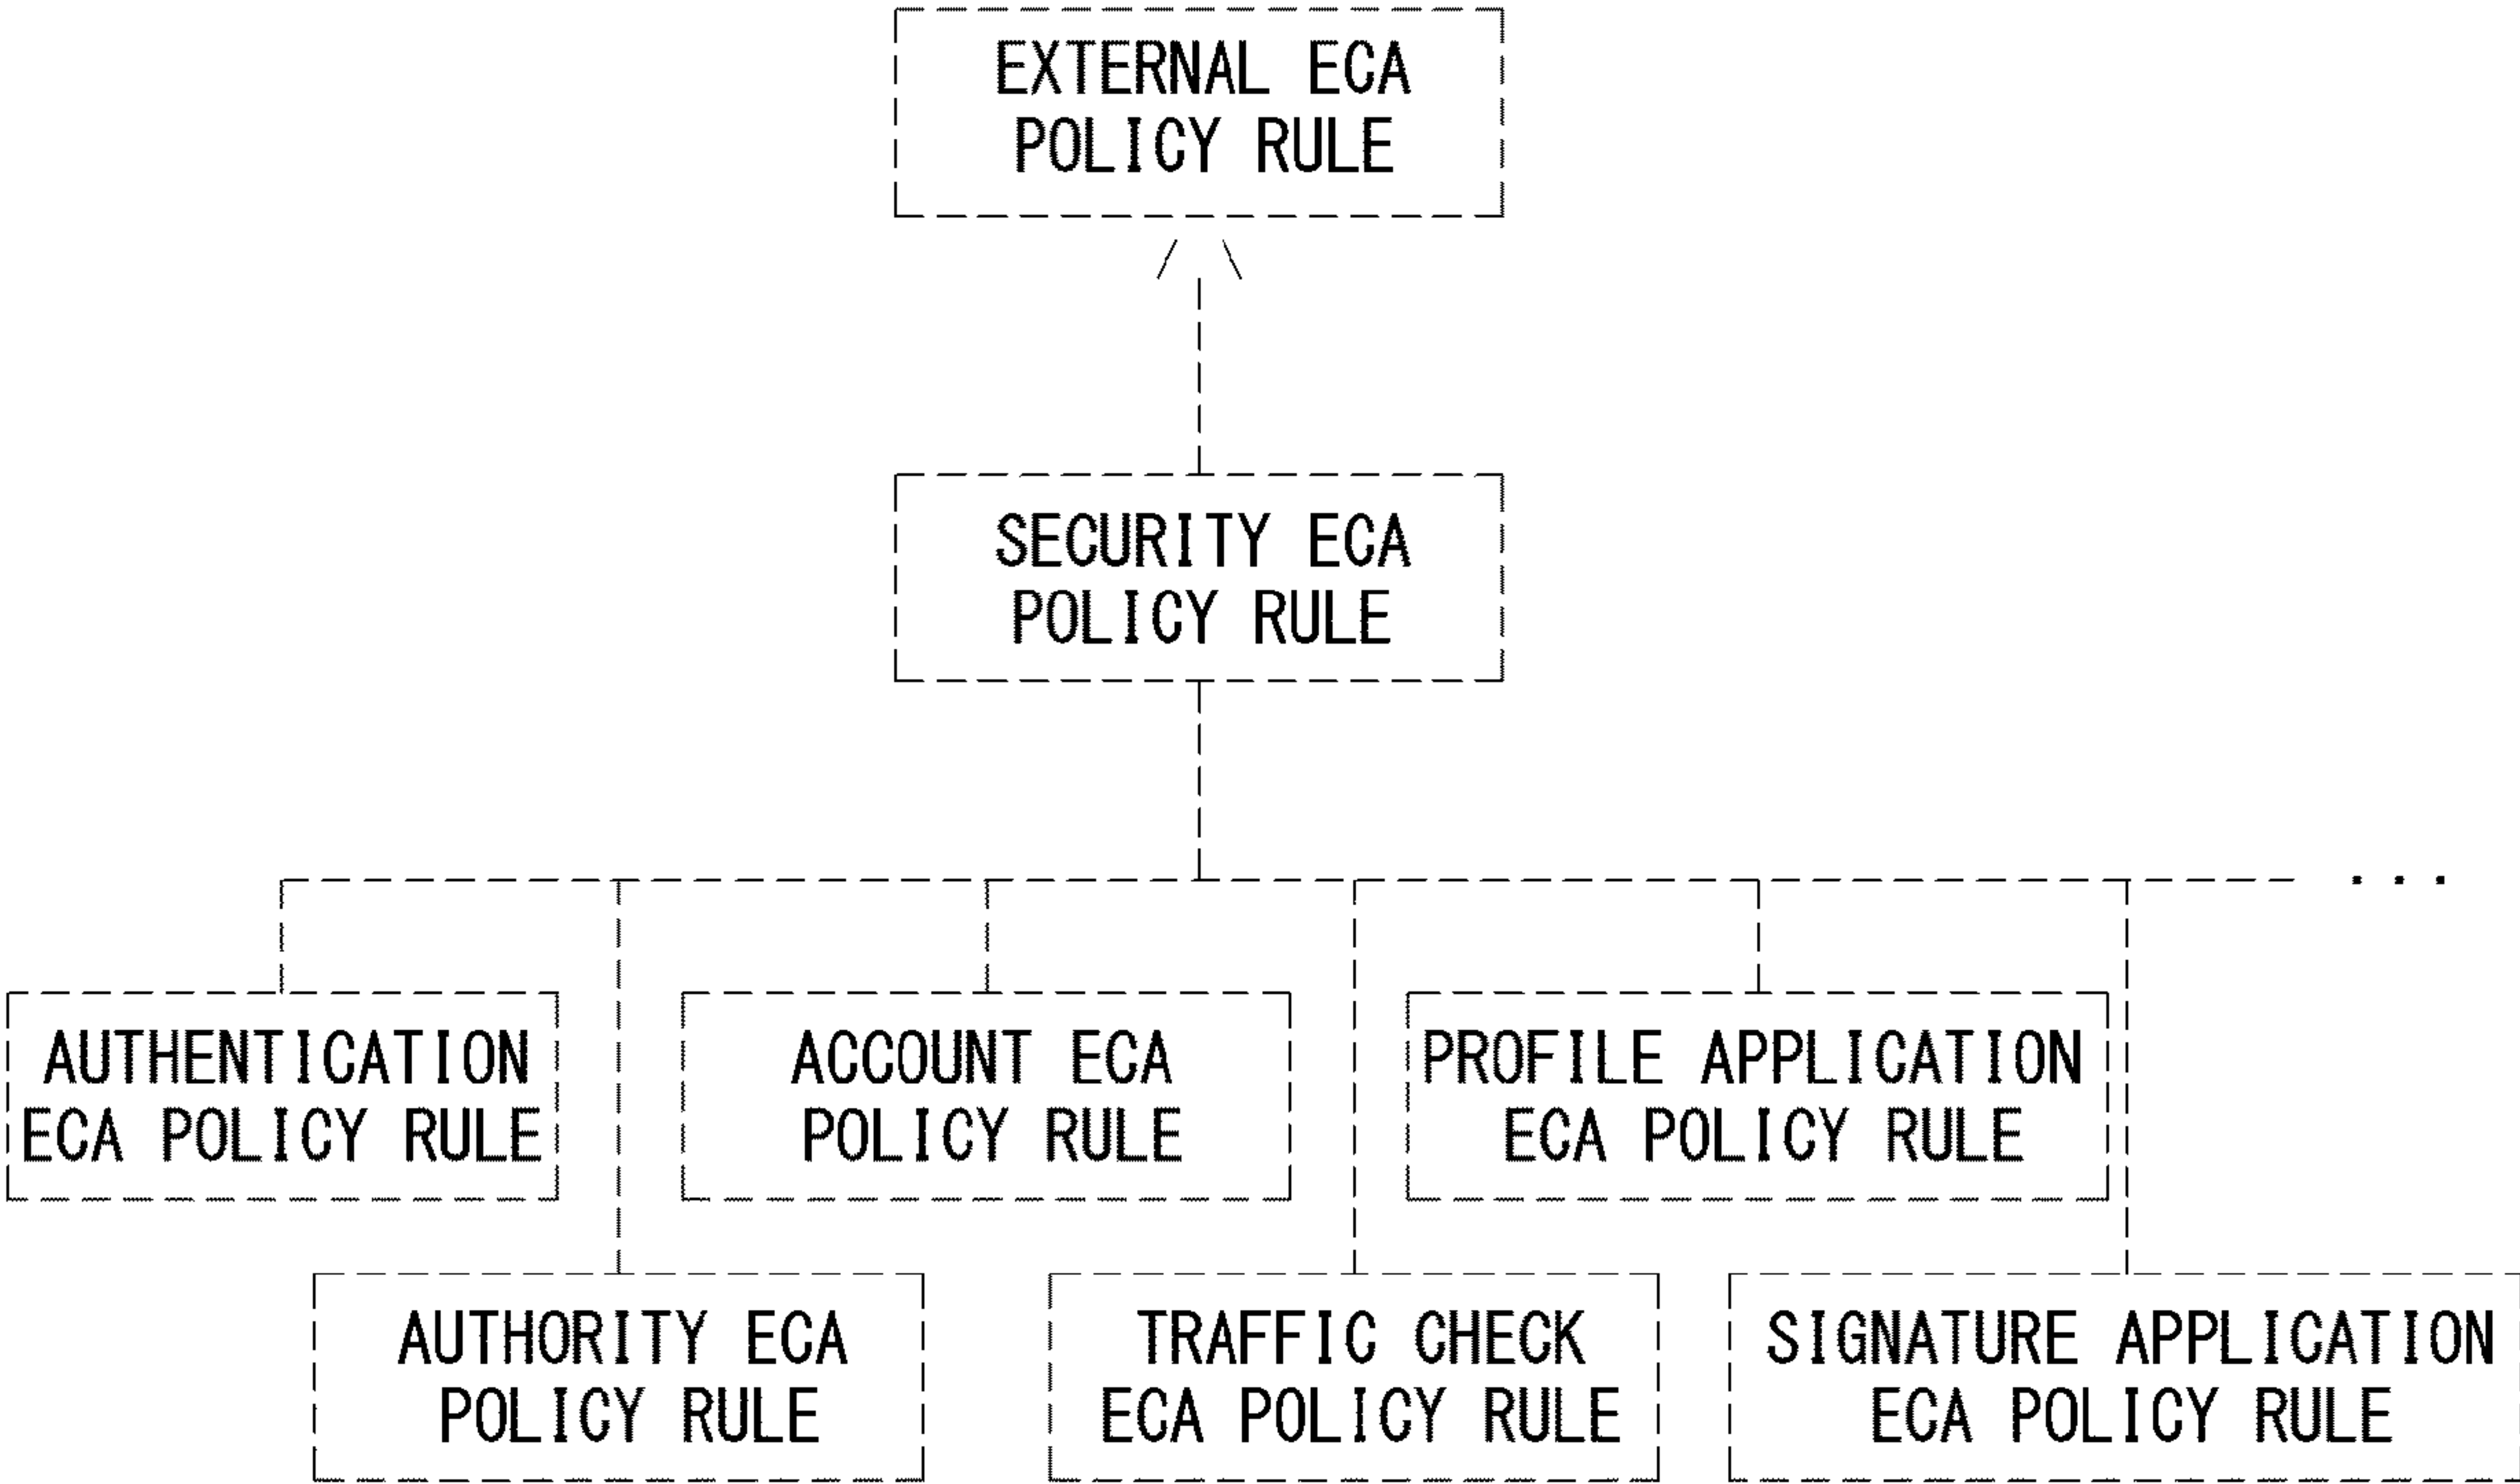 EXTERNAL ECA
POLICY RULE
SECURITY ECA
POLICY RULE
...
AUTHENTICATION
ECA POLICY RULE
ACCOUNT ECA
POLICY RULE
PROFILE APPLICATION
ECA POLICY RULE
AUTHORITY ECA
POLICY RULE
TRAFFIC CHECK
ECA POLICY RULE
SIGNATURE APPLICATION
ECA POLICY RULE